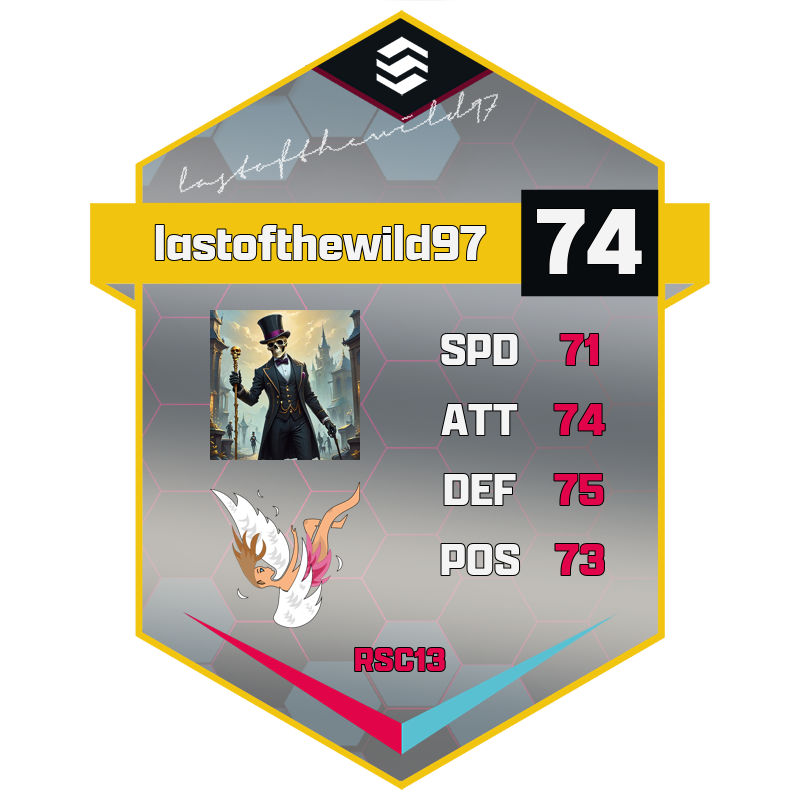 lastofthewild97
lastofthewild97 74
SPD 71
ATT 74
DEF 75
POS 73
RSC13